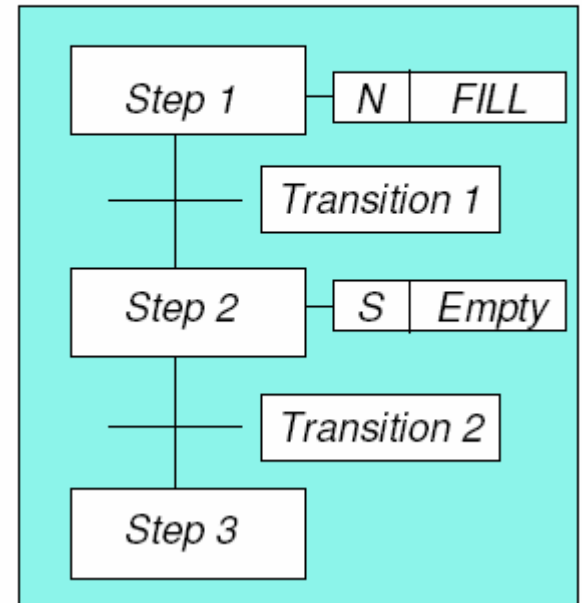 Step 1 N FILL
Transition 1
Step 2 S Empty
Transition 2
Step 3